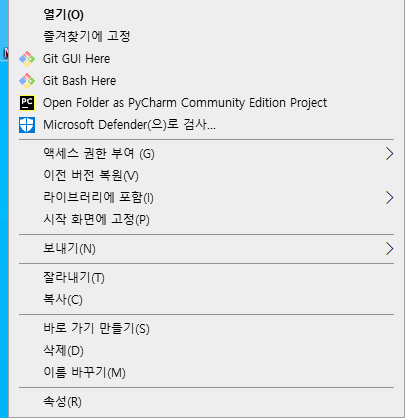 열기(O)
즐겨찾기에 고정
Git GUI Here
Git Bash Here
PC Open Folder as PyCharm Community Edition Project
Microsoft Defender(으)로 검사...
액세스 권한 부여 (G)
이전 버전 복원(V)
라이브러리에 포함(I)
시작 화면에 고정(P)
보내기(N)
잘라내기(T)
복사(C)
바로 가기 만들기(S)
삭제(D)
이름 바꾸기(M)
속성(R)